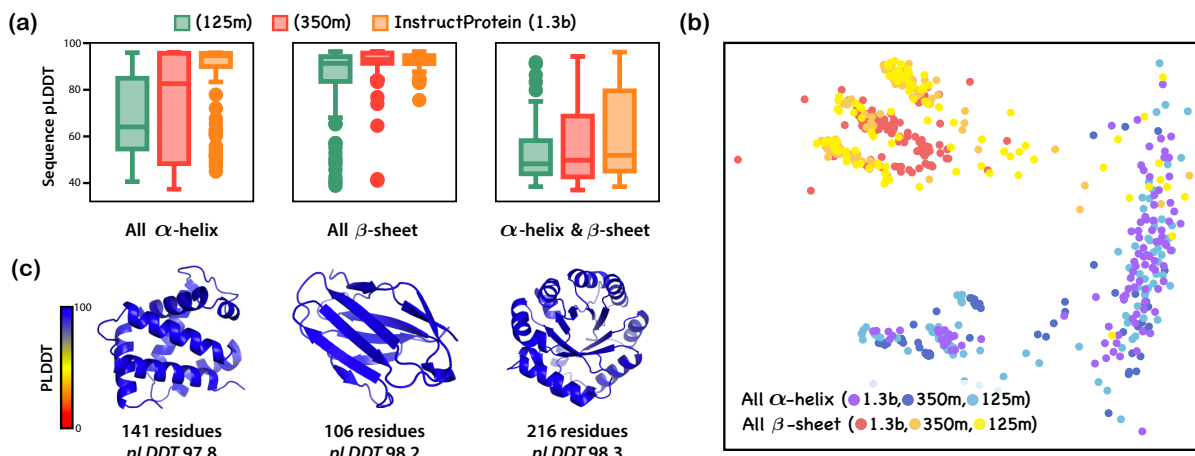 (a)
(125m) (350m) InstructProtein (1.3b)
Sequence pLDDT
100
80
60
40
All α-helix
All β-sheet
α-helix & β-sheet
(b)
All α-helix (1.3b, 350m, 125m)
All β-sheet (1.3b, 350m, 125m)
(c)
PLDDT
100
0
141 residues
pLDDT 97.8
106 residues
pLDDT 98.2
216 residues
pLDDT 98.3